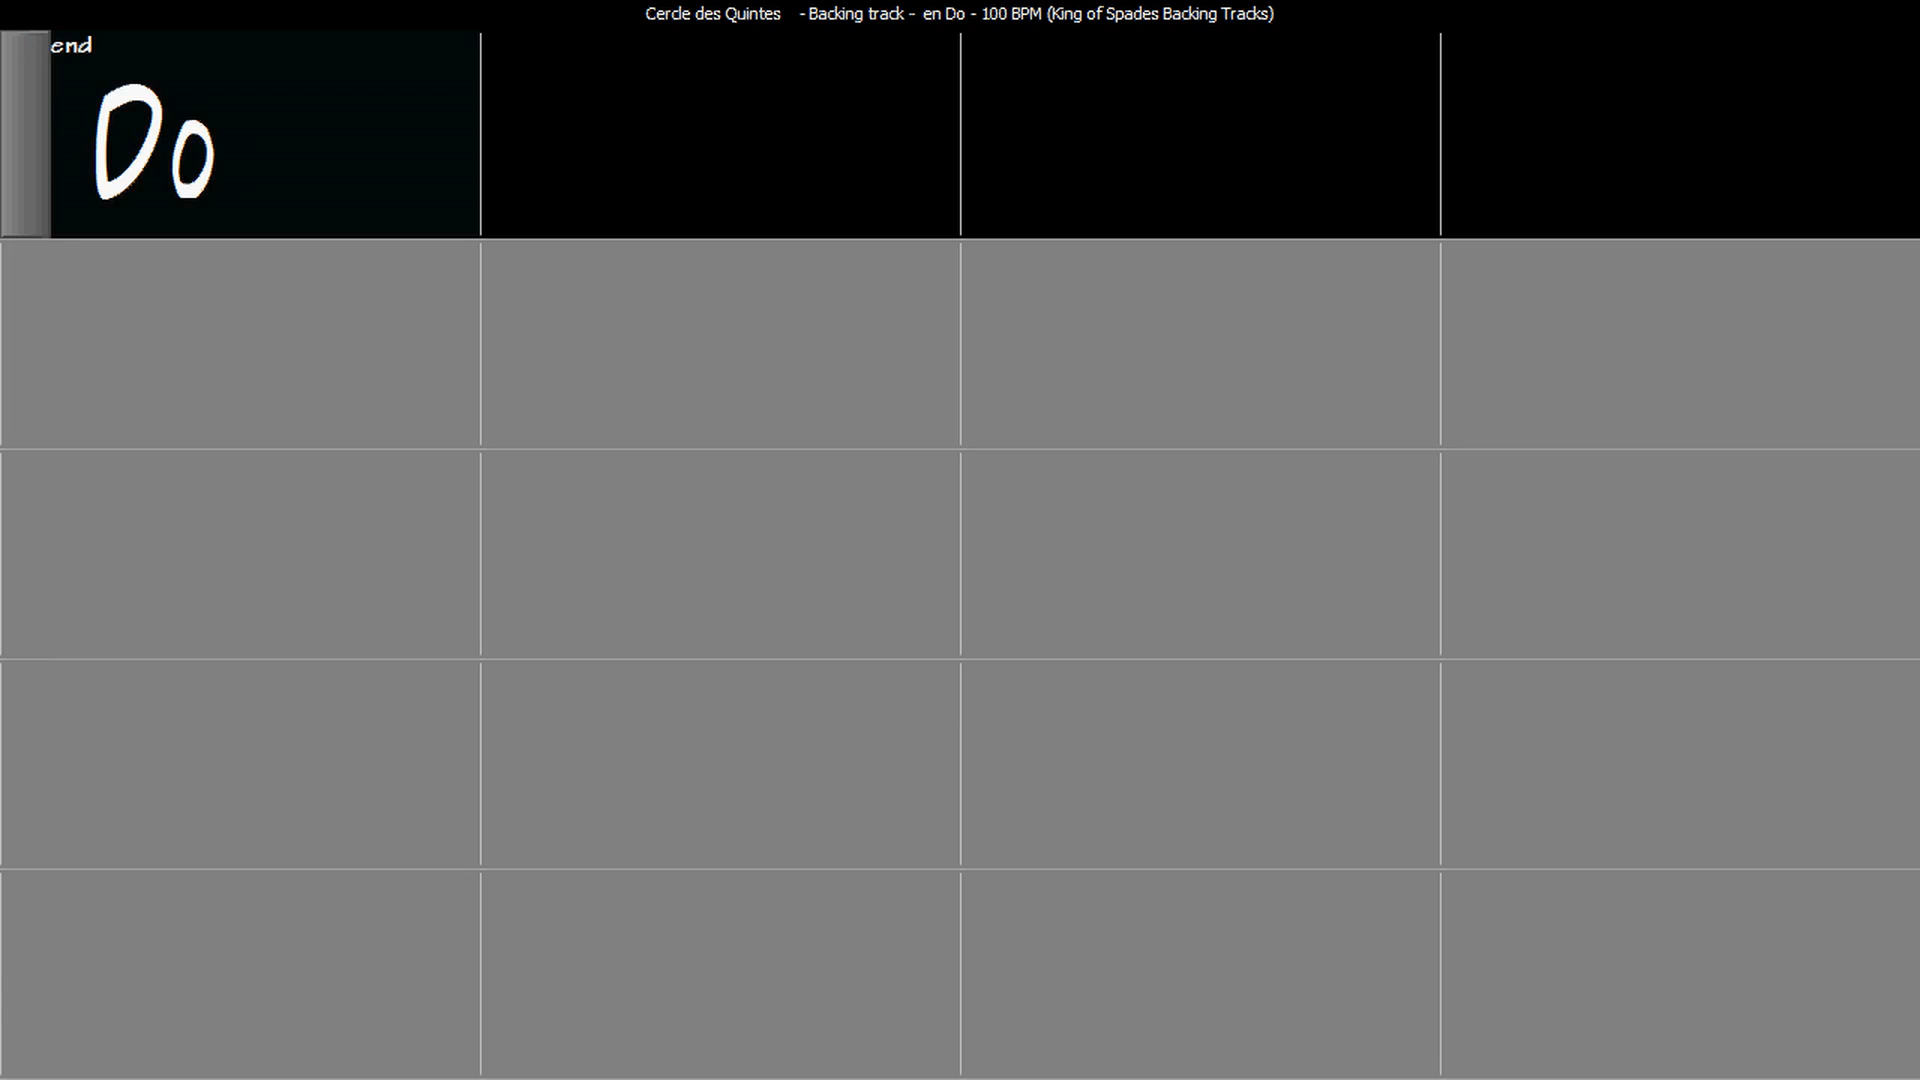 Cercle des Quintes - Backing track - en Do - 100 BPM (King of Spades Backing Tracks)
end
Do